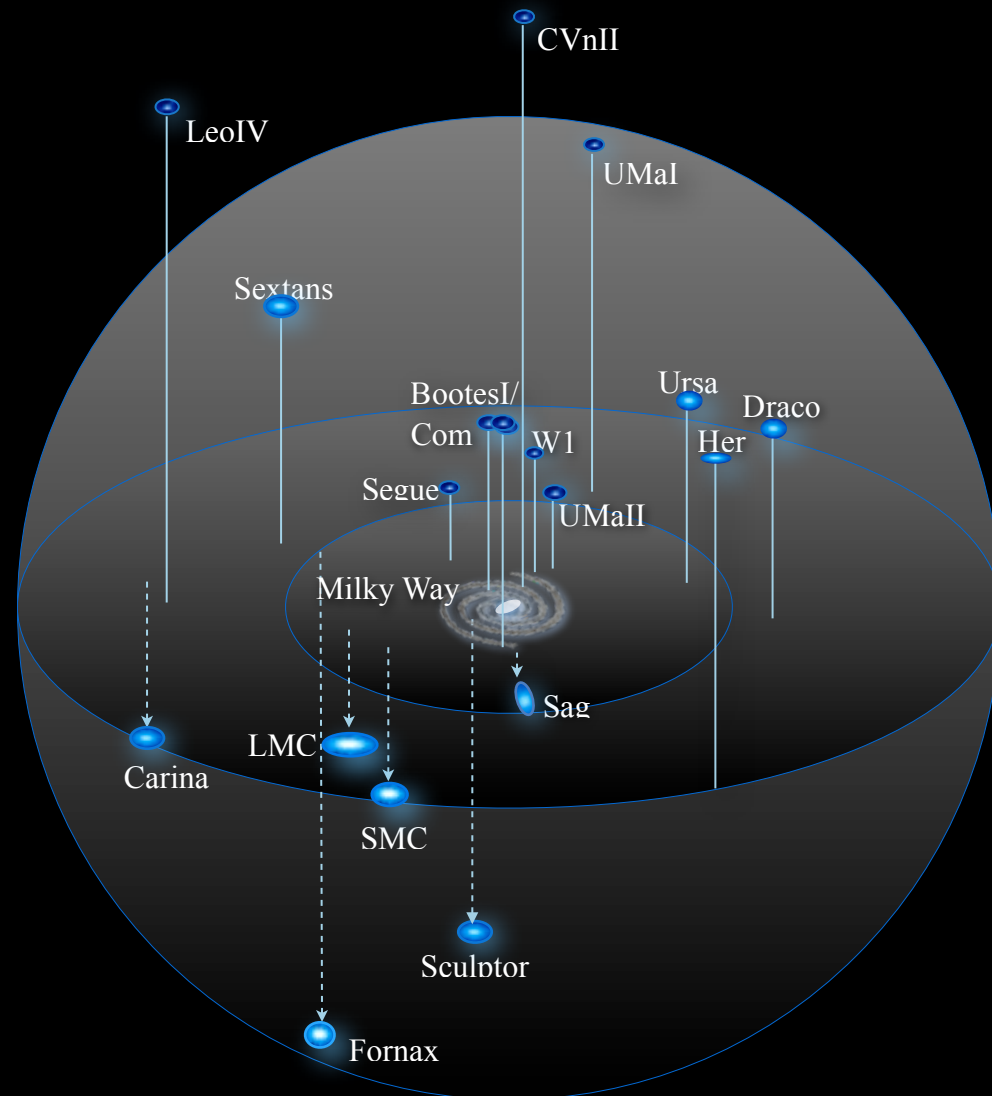 CVnII
LeoIV
UMaI
Sextans
Ursa
BootesI/
Com
Draco
W1
Her
Segue
UMaII
Milky Way
Sag
LMC
Carina
SMC
Sculptor
Fornax